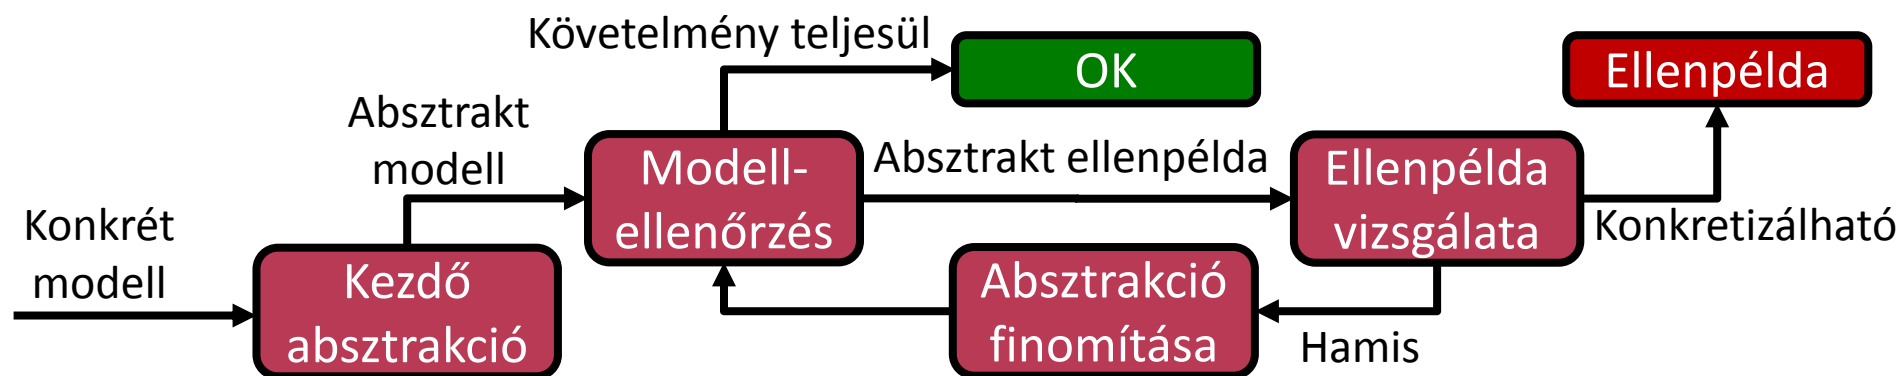 Követelmény teljesül
OK
Ellenpélda
Absztrakt
modell
Modell-
ellenőrzés
Absztrakt ellenpélda
Ellenpélda
vizsgálata
Konkretizálható
Konkrét
modell
Kezdő
absztrakció
Absztrakció
finomítása
Hamis